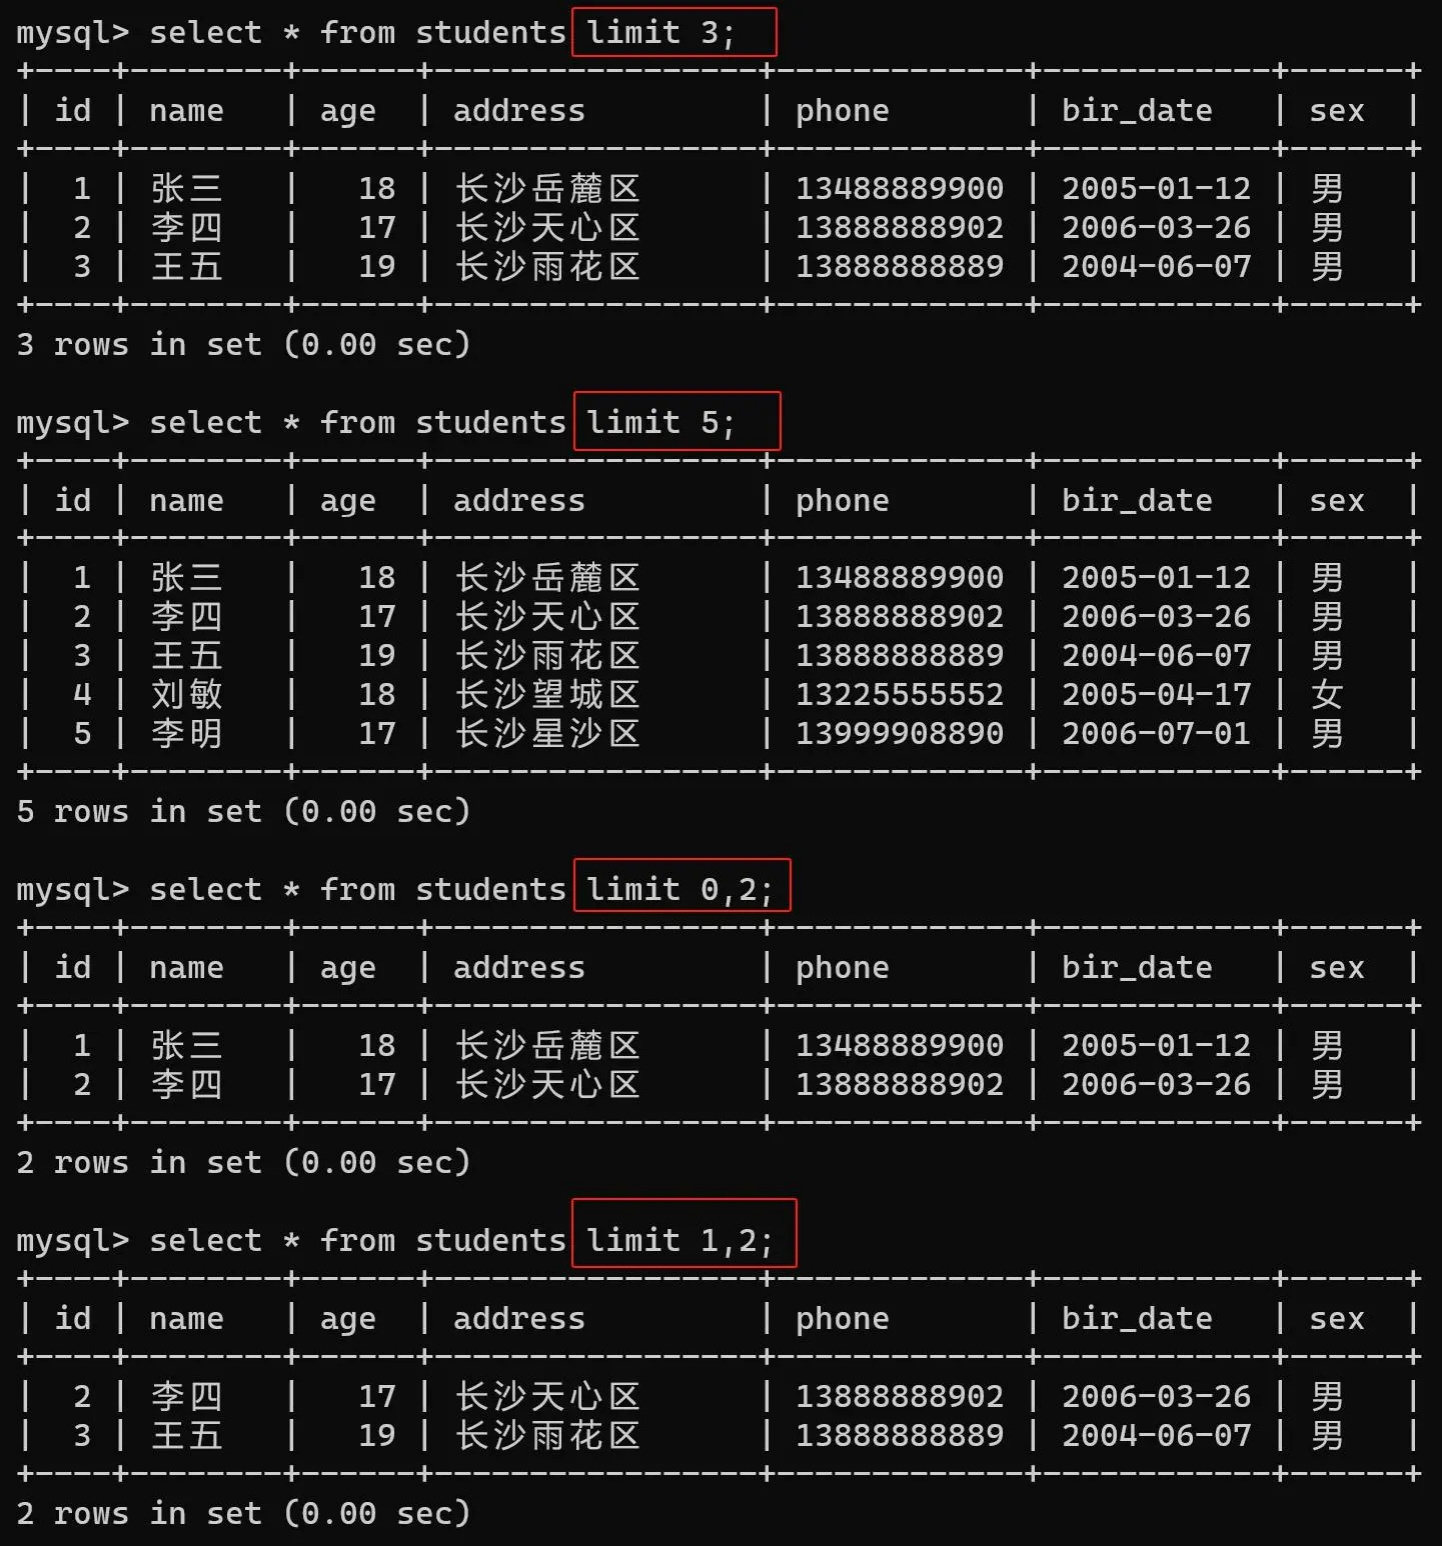 mysql> select * from students limit 3;
+----+--------+------+-----------------+-------------+------------+------+
| id | name   | age  | address         | phone       | bir_date   | sex  |
+----+--------+------+-----------------+-------------+------------+------+
|  1 | 张三   |   18 | 长沙岳麓区      | 13488889900 | 2005-01-12 | 男   |
|  2 | 李四   |   17 | 长沙天心区      | 13888888902 | 2006-03-26 | 男   |
|  3 | 王五   |   19 | 长沙雨花区      | 13888888889 | 2004-06-07 | 男   |
+----+--------+------+-----------------+-------------+------------+------+
3 rows in set (0.00 sec)
mysql> select * from students limit 5;
+----+--------+------+-----------------+-------------+------------+------+
| id | name   | age  | address         | phone       | bir_date   | sex  |
+----+--------+------+-----------------+-------------+------------+------+
|  1 | 张三   |   18 | 长沙岳麓区      | 13488889900 | 2005-01-12 | 男   |
|  2 | 李四   |   17 | 长沙天心区      | 13888888902 | 2006-03-26 | 男   |
|  3 | 王五   |   19 | 长沙雨花区      | 13888888889 | 2004-06-07 | 男   |
|  4 | 刘敏   |   18 | 长沙望城区      | 13225555552 | 2005-04-17 | 女   |
|  5 | 李明   |   17 | 长沙星沙区      | 13999908890 | 2006-07-01 | 男   |
+----+--------+------+-----------------+-------------+------------+------+
5 rows in set (0.00 sec)
mysql> select * from students limit 0,2;
+----+--------+------+-----------------+-------------+------------+------+
| id | name   | age  | address         | phone       | bir_date   | sex  |
+----+--------+------+-----------------+-------------+------------+------+
|  1 | 张三   |   18 | 长沙岳麓区      | 13488889900 | 2005-01-12 | 男   |
|  2 | 李四   |   17 | 长沙天心区      | 13888888902 | 2006-03-26 | 男   |
+----+--------+------+-----------------+-------------+------------+------+
2 rows in set (0.00 sec)
mysql> select * from students limit 1,2;
+----+--------+------+-----------------+-------------+------------+------+
| id | name   | age  | address         | phone       | bir_date   | sex  |
+----+--------+------+-----------------+-------------+------------+------+
|  2 | 李四   |   17 | 长沙天心区      | 13888888902 | 2006-03-26 | 男   |
|  3 | 王五   |   19 | 长沙雨花区      | 13888888889 | 2004-06-07 | 男   |
+----+--------+------+-----------------+-------------+------------+------+
2 rows in set (0.00 sec)